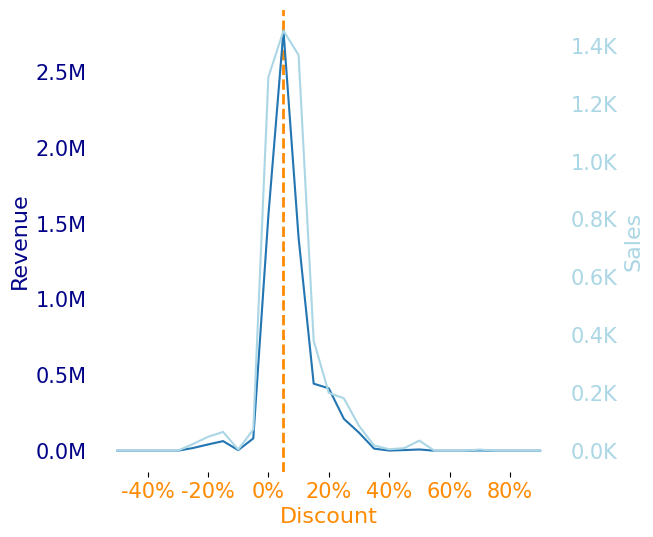 Revenue
2.5M
2.0M
1.5M
1.0M
0.5M
0.0M
1.4K
1.2K
1.0K
0.8K
0.6K
0.4K
0.2K
0.0K
Sales
-40% -20% 0% 20% 40% 60% 80%
Discount